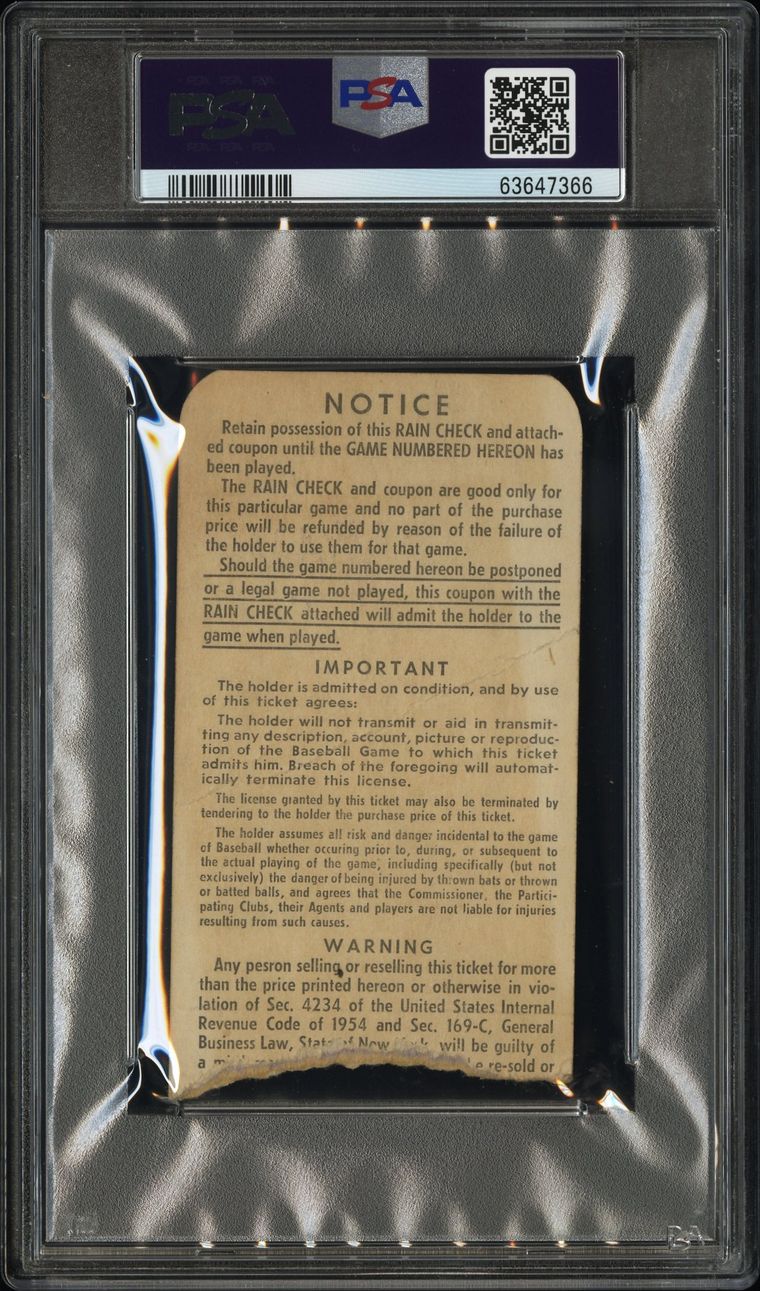 PSA
PSA
63647366
NOTICE
Retain possession of this RAIN CHECK and attach-
ed coupon until the GAME NUMBERED HEREON has
been played.
The RAIN CHECK and coupon are good only for
this particular game and no part of the purchase
price will be refunded by reason of the failure of
the holder to use them for that game.
Should the game numbered hereon be postponed
or a legal game not played, this coupon with the
RAIN CHECK attached will admit the holder to the
game when played.
IMPORTANT
The holder is admitted on condition, and by use
of this ticket agrees:
The holder will not transmit or aid in transmit-
ting any description, account, picture or reproduc-
tion of the Baseball Game to which this ticket
admits him. Breach of the foregoing will automat-
ically terminate this license.
The license granted by this ticket may also be terminated by
tendering to the holder the purchase price of this ticket.
The holder assumes all risk and danger incidental to the game
of Baseball whether occuring prior to, during, or subsequent to
the actual playing of the game, including specifically (but not
exclusively) the danger of being injured by thrown bats or thrown
or batted balls, and agrees that the Commissioner, the Partici-
pating Clubs, their Agents and players are not liable for injuries
resulting from such causes.
WARNING
Any pesron selling or reselling this ticket for more
than the price printed hereon or otherwise in vio-
lation of Sec. 4234 of the United States Internal
Revenue Code of 1954 and Sec. 169-C, General
Business Law, State of New will be guilty of
a re-sold or